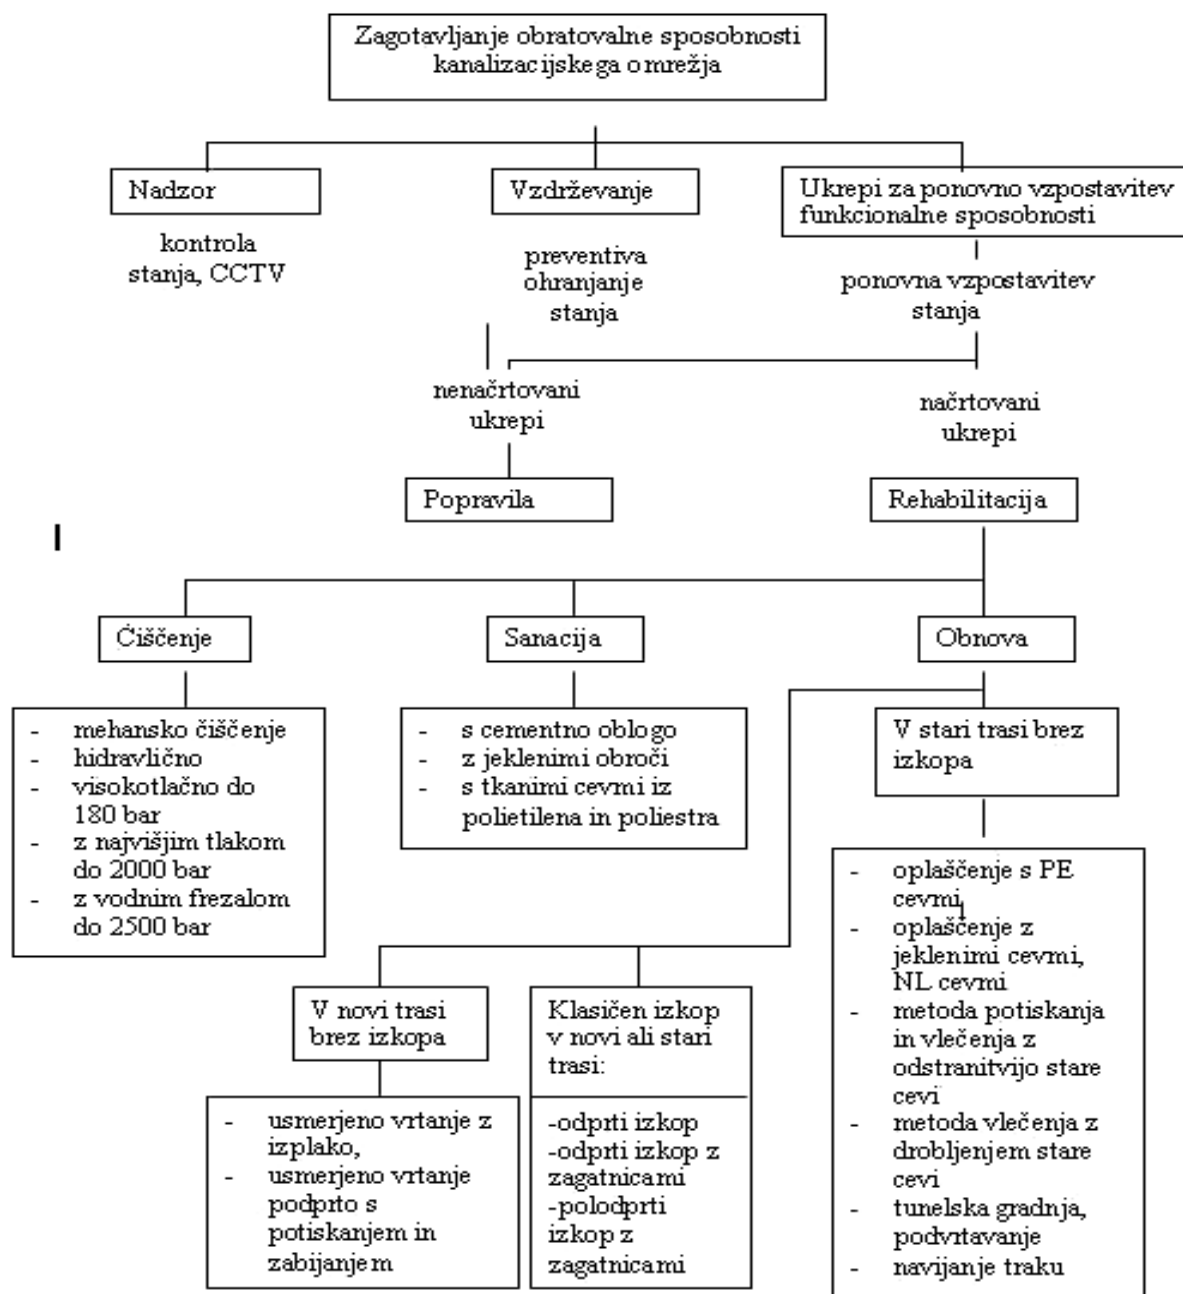 Zagotavljanje obratovalne sposobnosti
kanalizacijskega omrežja
Nadzor
kontrola
stanja, CCTV
Vzdrževanje
preventiva
ohranjanje
stanja
Ukrepi za ponovno vzpostavitev
funkcionalne sposobnosti
ponovna vzpostavitev
stanja
nenačrtovani
ukrepi
načrtovani
ukrepi
Popravila
Rehabilitacija
Čiščenje
- mehansko čiščenje
- hidravlično
- visokotlačno do
180 bar
- z najvišjim tlakom
do 2000 bar
- z vodnim frezalom
do 2500 bar
Sanacija
- s cementno oblogo
- z jeklenimi obroči
- s tkanimi cevmi iz
polietilena in poliestra
Obnova
V stari trasi brez
izkopa
- oplaščenje s PE
cevmi,
- oplaščenje z
jeklenimi cevmi,
NL cevmi
- metoda potiskanja
in vlečenja z
odstranitvijo stare
cevi
- metoda vlečenja z
drobljenjem stare
cevi
- tunelska gradnja,
podvrtavanje
- navijanje traku
V novi trasi
brez izkopa
- usmerjeno vrtanje z
izplako,
- usmerjeno vrtanje
podprto s
potiskanjem in
zabijanjem
Klasičen izkop
v novi ali stari
trasi:
-odprti izkop
-odprti izkop z
zagatnicami
-polodprti
izkop z
zagatnicami